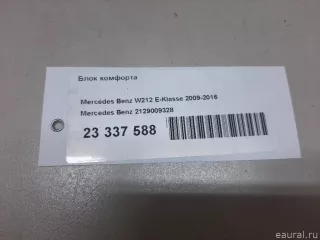 Блок комфорта
Mercedes Benz W212 E-Klasse 2009-2016
Mercedes Benz 2129009328
23 337 588
eaural.ru